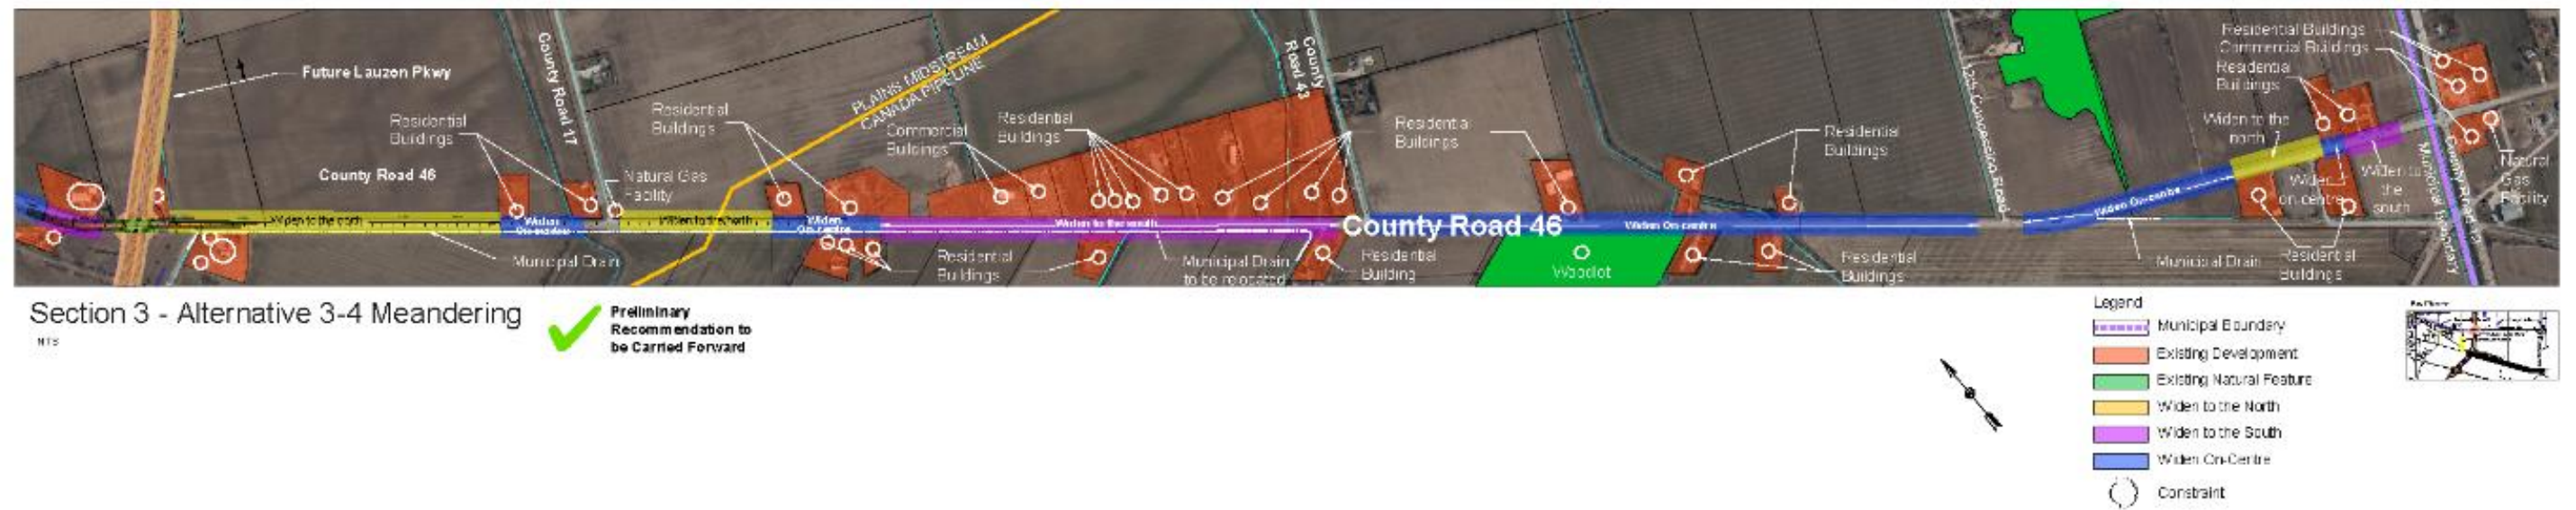 Future Lauzon Pkwy
County Road 17
Residential
Buildings
County Road 46
Natural Gas
Facility
Residential
Buildings
PLAINS MIDSTREAM
CANADA PIPELINE
Commercial
Buildings
Residential
Buildings
County
Road 43
Residential
Buildings
Residential
Buildings
12th Concession Road
Residential Buildings
Commercial Buildings
Residential
Buildings
Widen to the
north
Widen to the north
Widen
On-centre
Widen to the north
Widen
On-centre
Widen to the south
County Road 46
Widen On-centre
Widen On-centre
Widen
on-centre
Widen to
the
south
Municipal Boundary
Natural
Gas
Facility
Municipal Drain
Residential
Buildings
Municipal Drain
to be relocated
Residential
Building
Woodlot
Residential
Buildings
Municipal Drain
Residential
Buildings
Section 3 - Alternative 3-4 Meandering
NTS
Preliminary
Recommendation to
be Carried Forward
Legend
Municipal Boundary
Existing Development
Existing Natural Feature
Widen to the North
Widen to the South
Widen On-Centre
Constraint